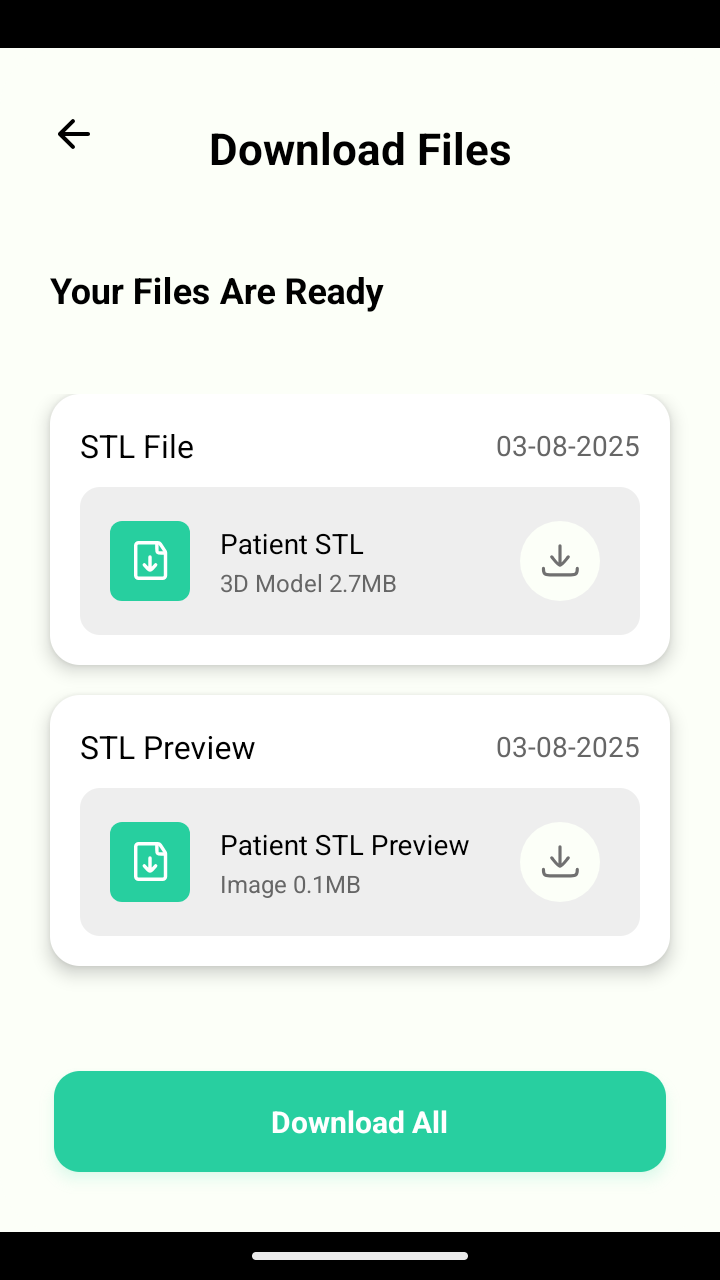 Download Files
Your Files Are Ready
STL File
03-08-2025
Patient STL
3D Model 2.7MB
STL Preview
03-08-2025
Patient STL Preview
Image 0.1MB
Download All